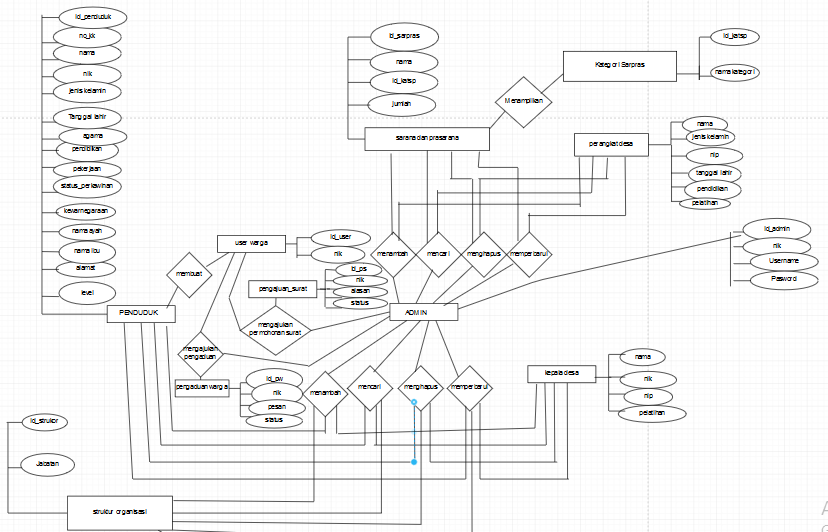 id_penduduk
no_kk
nama
nik
jenis kelamin
Tanggal lahir
agama
pendidikan
pekerjaan
status_perkawinan
kewarnegaraan
nama ayah
nama ibu
alamat
level
PENDUDUK
id_sarpras
nama
id_katsp
jumlah
sarana dan prasarana
Menampilkan
Kategori Sarpras
id_katsp
nama kategori
perangkat desa
nama
jenis kelamin
nip
tanggal lahir
pendidikan
pelatihan
id_admin
nik
Username
Pasword
user warga
id_user
nik
membuat
pengajuan_surat
id_ps
nik
alasan
status
mengajukan
permohonan surat
menambah
mencari
menghapus
memperbarui
ADMIN
mengajukan
pengaduan
pengaduan warga
id_pw
nik
pesan
status
menambah
mencari
menghapus
memperbarui
kepala desa
nama
nik
nip
pelatihan
id_struktor
Jabatan
struktur organisasi